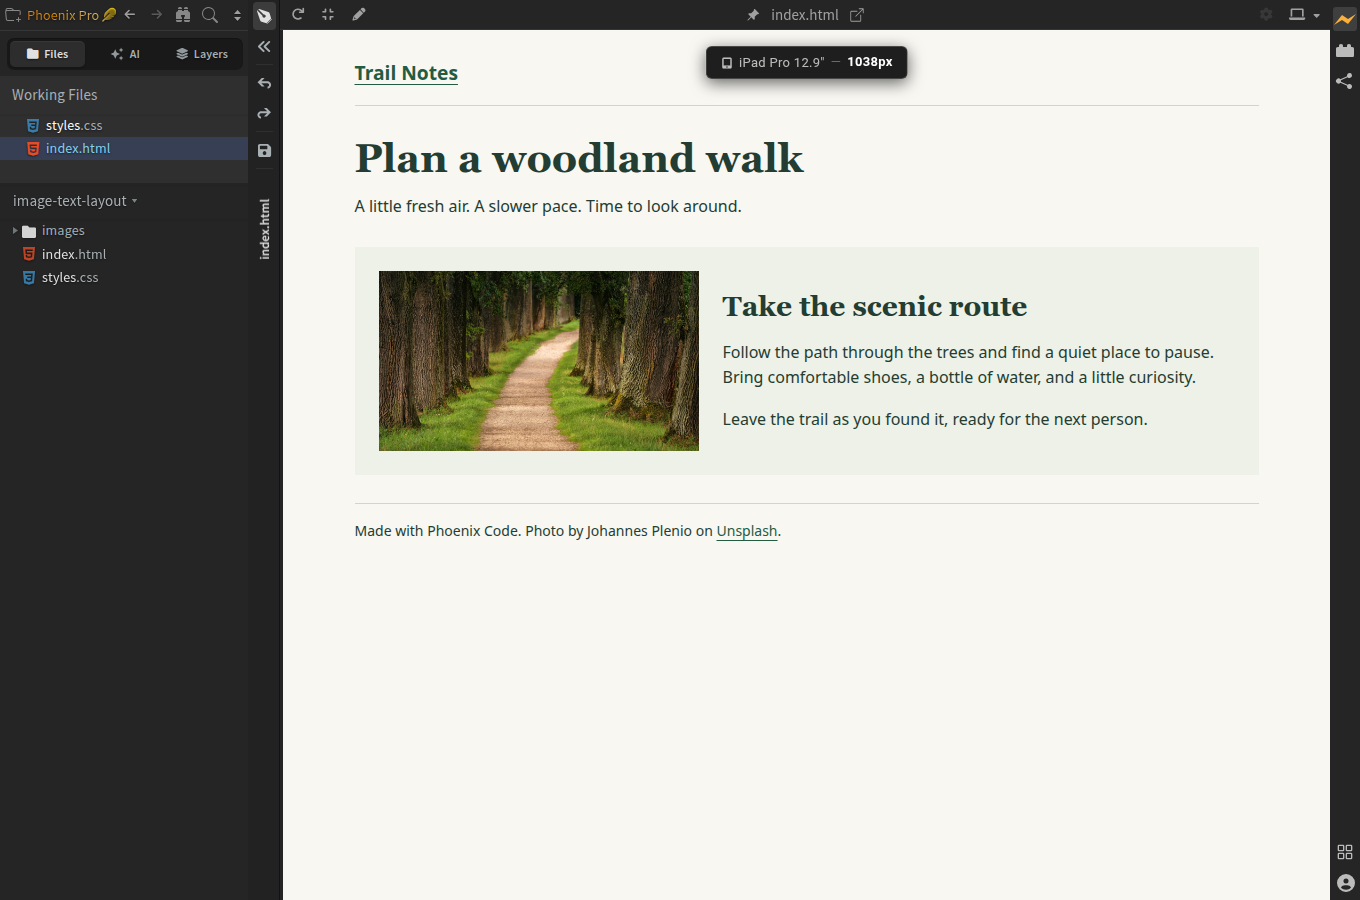 Phoenix Pro
index.html
Files
AI
Layers
Working Files
styles.css
index.html
image-text-layout
images
index.html
styles.css
index.html
iPad Pro 12.9" — 1038px
Trail Notes
Plan a woodland walk
A little fresh air. A slower pace. Time to look around.
Take the scenic route
Follow the path through the trees and find a quiet place to pause.
Bring comfortable shoes, a bottle of water, and a little curiosity.
Leave the trail as you found it, ready for the next person.
Made with Phoenix Code. Photo by Johannes Plenio on Unsplash.